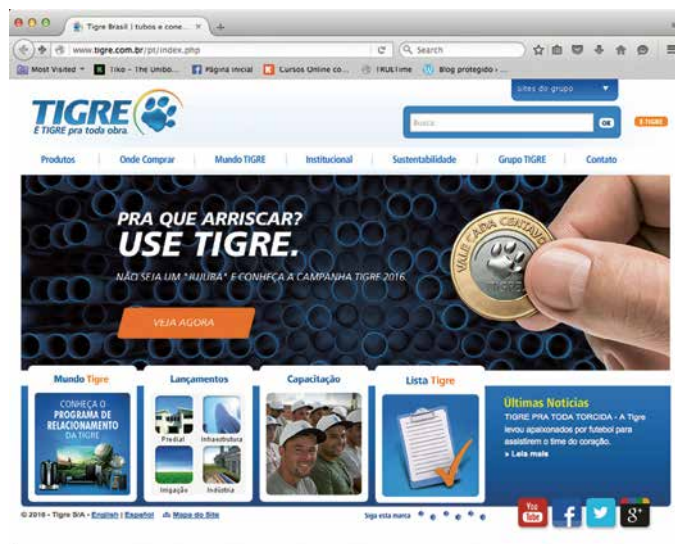 Tigre Brasil | tubos e cone...
www.tigre.com.br/pt/index.php
Search
Most Visited
Tiko - The Unibo...
Página inicial
Cursos Online co...
TRUETime
Blog protegido › ...
Sites do grupo
TIGRE
É TIGRE pra toda obra.
Busca:
OK
É TIGRE
Produtos
Onde Comprar
Mundo TIGRE
Institucional
Sustentabilidade
Grupo TIGRE
Contato
PRA QUE ARRISCAR?
USE TIGRE.
NÃO SEJA UM "JUJUBA" E CONHEÇA A CAMPANHA TIGRE 2016.
VEJA AGORA
VALE CADA CENTAVO
TIGRE
Mundo Tigre
Lançamentos
Capacitação
Lista Tigre
CONHEÇA O
PROGRAMA DE
RELACIONAMENTO
DA TIGRE
Predial
Infraestrutura
Irrigação
Indústria
Últimas Notícias
TIGRE PRA TODA TORCIDA - A Tigre
levou apaixonados por futebol para
assistirem o time do coração.
» Leia mais
© 2016 - Tigre S/A - English | Español
Mapa do Site
Siga esta marca
You
Tube
f
g+